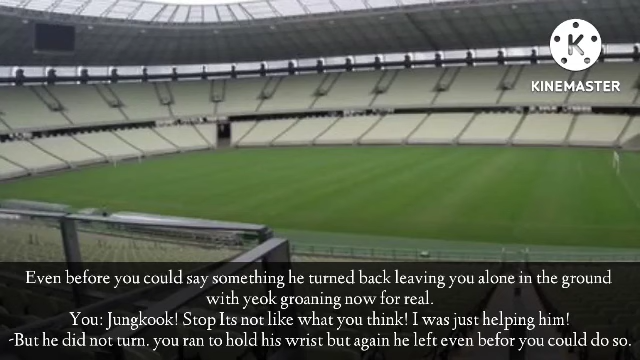 KINEMASTER
Even before you could say something he turned back leaving you alone in the ground
with yeok groaning now for real.
You: Jungkook! Stop Its not like what you think! I was just helping him!
-But he did not turn. you ran to hold his wrist but again he left even befor you could do so.